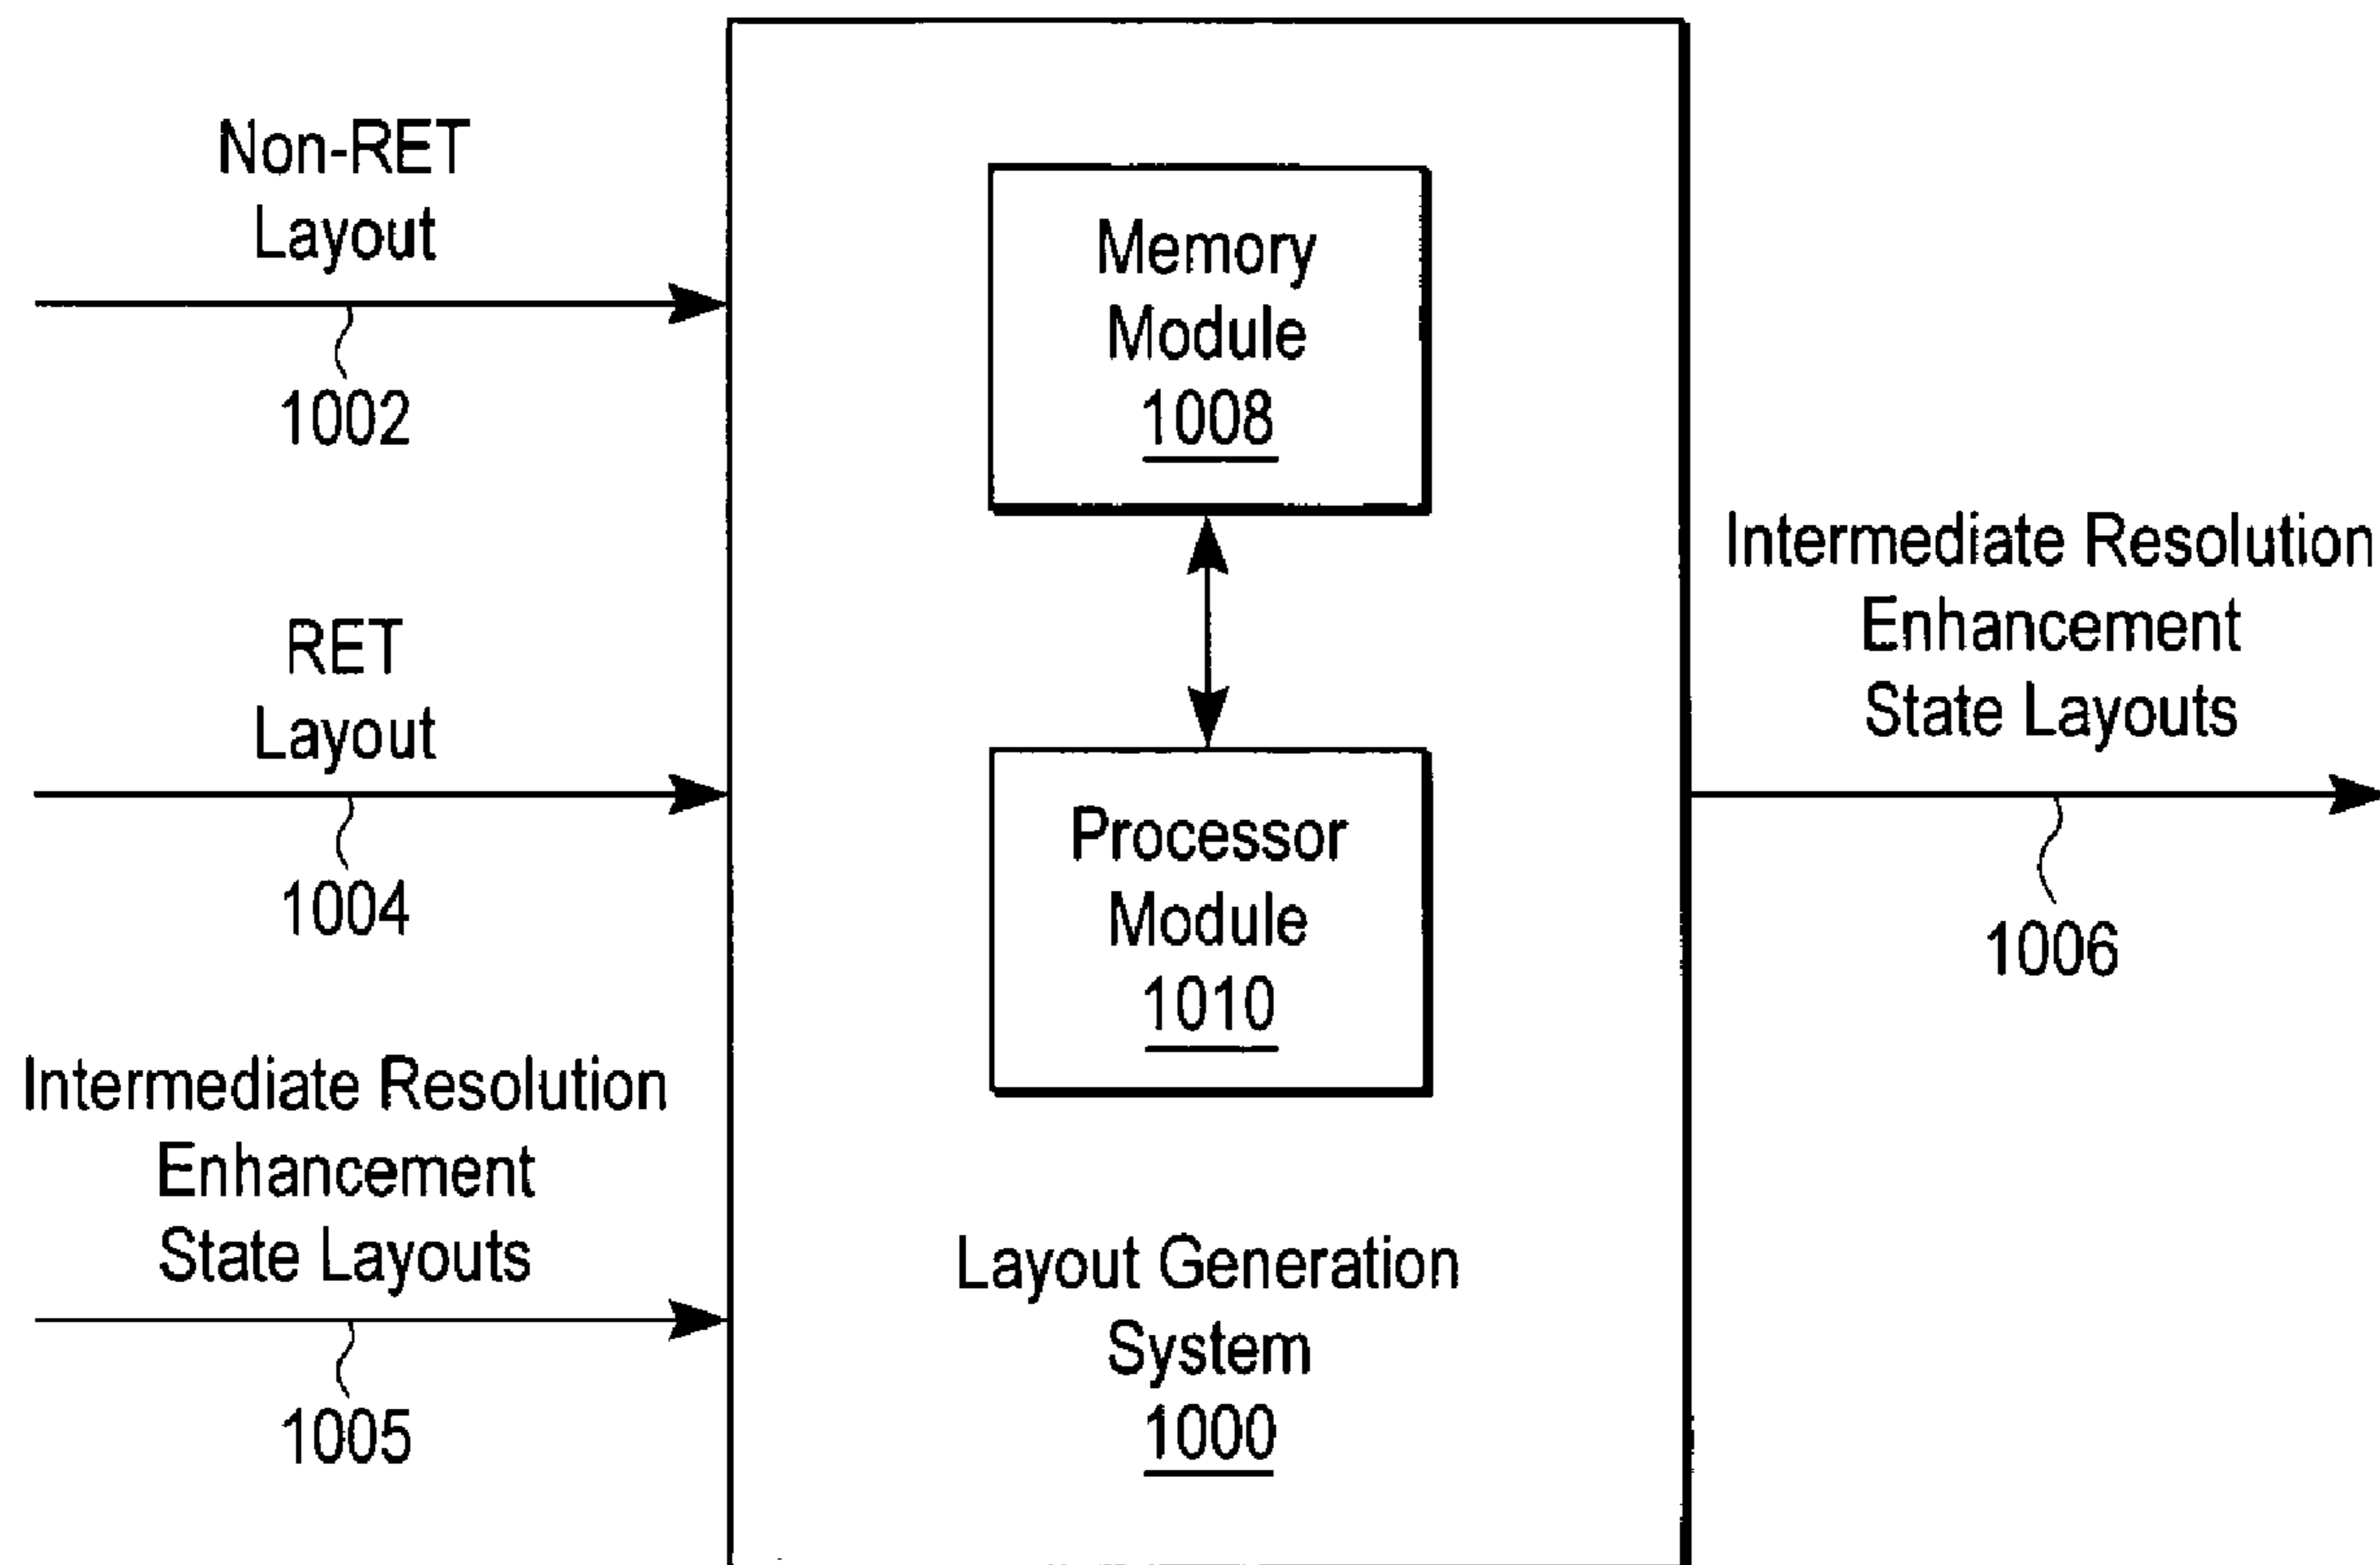 Non-RET
Layout
1002
RET
Layout
1004
Intermediate Resolution
Enhancement
State Layouts
1005
Memory
Module
1008
Processor
Module
1010
Layout Generation
System
1000
Intermediate Resolution
Enhancement
State Layouts
1006